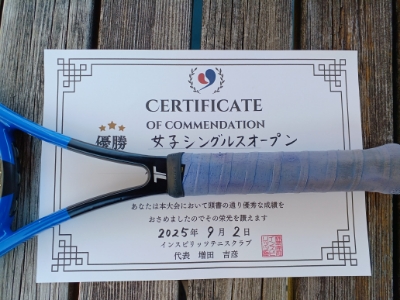 CERTIFICATE
OF COMMENDATION
優勝 女子シングルスオープン
T
あなたは本大会において頭書の通り優秀な成績を
おさめましたのでその栄光を讃えます
2025年 9月 2日
インスピリッツテニスクラブ
代表 増田 吉彦